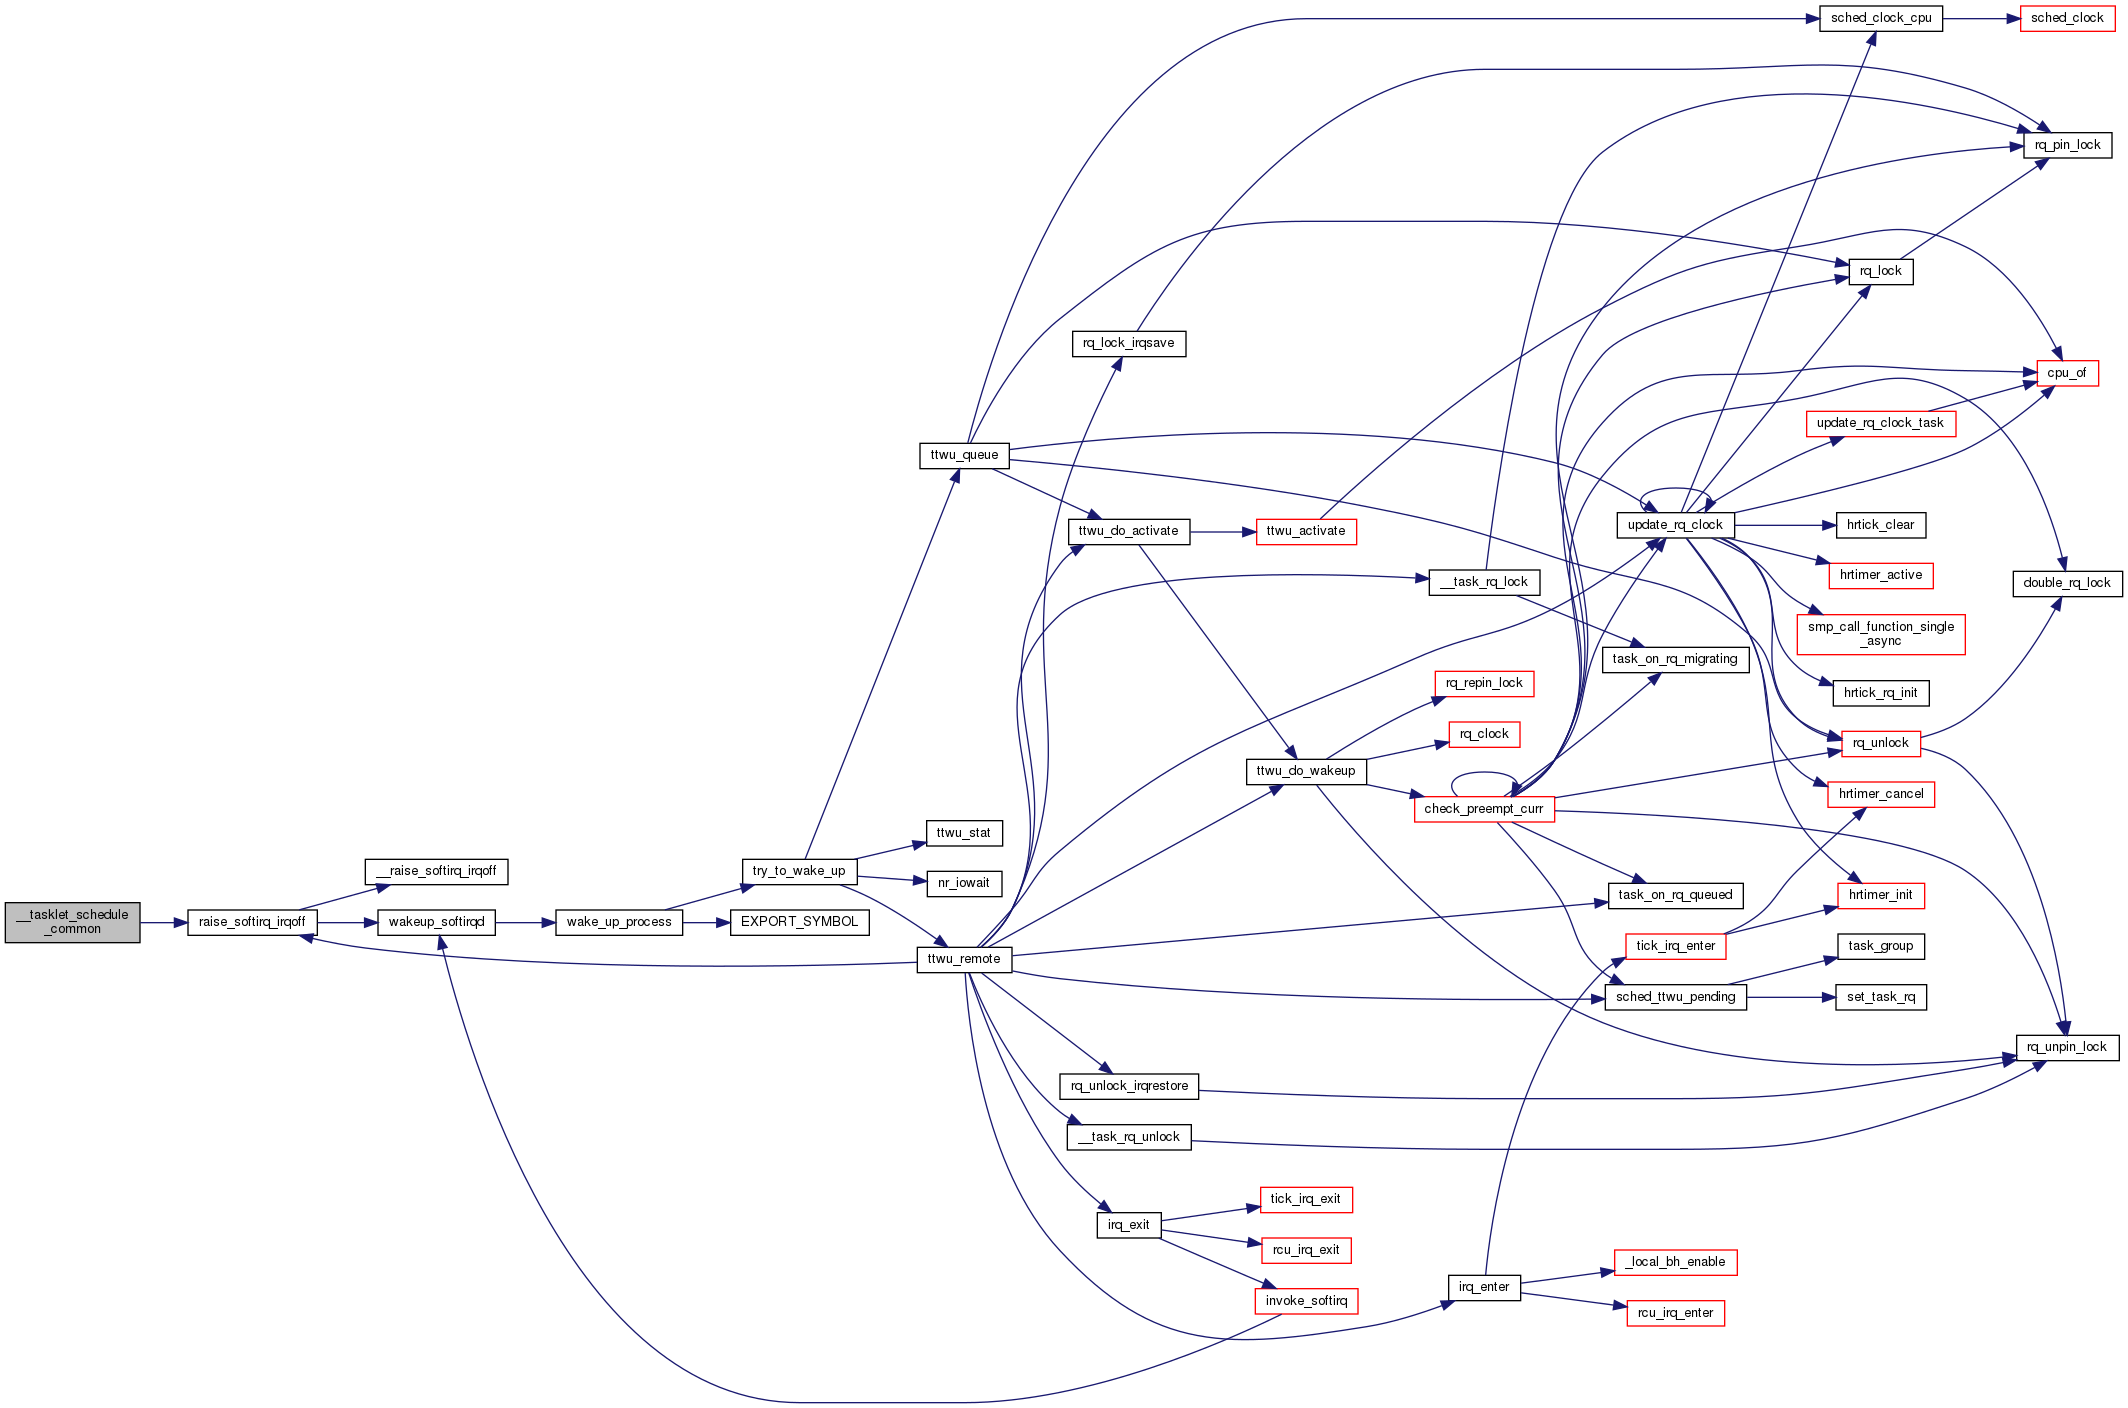 sched_clock_cpu
sched_clock
rq_pin_lock
rq_lock
rq_lock_irqsave
cpu_of
update_rq_clock_task
ttwu_queue
update_rq_clock
hrtick_clear
ttwu_do_activate
ttwu_activate
hrtimer_active
__task_rq_lock
double_rq_lock
smp_call_function_single
_async
task_on_rq_migrating
rq_repin_lock
hrtick_rq_init
rq_clock
rq_unlock
ttwu_do_wakeup
hrtimer_cancel
check_preempt_curr
ttwu_stat
__raise_softirq_irqoff
try_to_wake_up
nr_iowait
task_on_rq_queued
hrtimer_init
__tasklet_schedule
_common
raise_softirq_irqoff
wakeup_softirqd
wake_up_process
EXPORT_SYMBOL
tick_irq_enter
task_group
ttwu_remote
sched_ttwu_pending
set_task_rq
rq_unpin_lock
rq_unlock_irqrestore
__task_rq_unlock
tick_irq_exit
irq_exit
rcu_irq_exit
_local_bh_enable
irq_enter
invoke_softirq
rcu_irq_enter